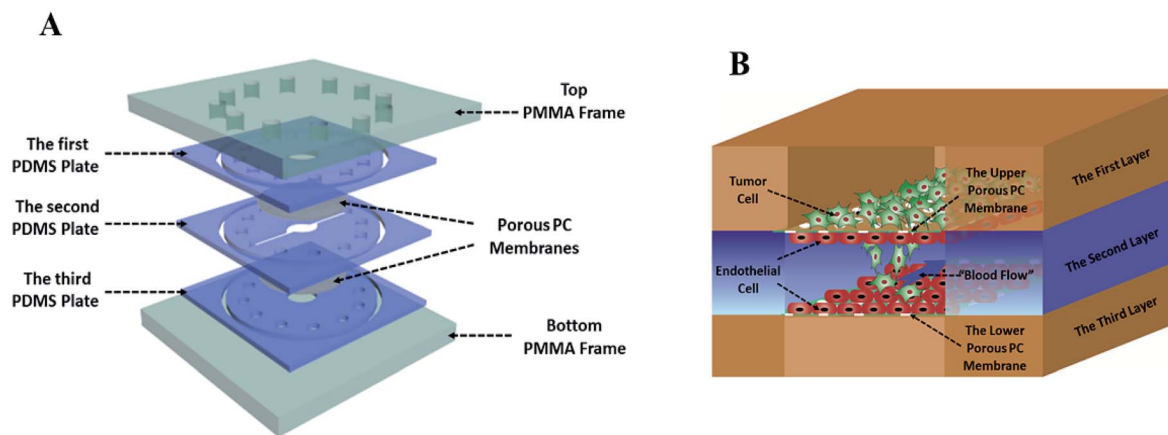 A
Top
PMMA Frame
The first
PDMS Plate
The second
PDMS Plate
Porous PC
Membranes
The third
PDMS Plate
Bottom
PMMA Frame
B
Tumor
Cell
The Upper
Porous PC
Membrane
The First Layer
Endothelial
Cell
“Blood Flow”
The Second Layer
The Lower
Porous PC
Membrane
The Third Layer